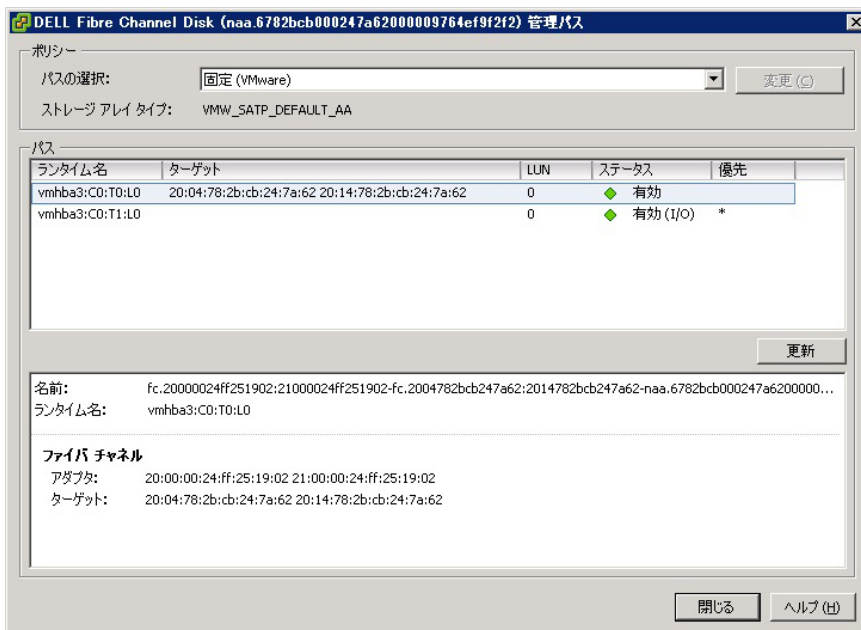 DELL Fibre Channel Disk (naa.6782bcb000247a62000009764ef9f2f2) 管理パス
ポリシー
パスの選択: 固定 (VMware) 変更(C)
ストレージ アレイ タイプ: VMW_SATP_DEFAULT_AA
パス
ランタイム名 ターゲット LUN ステータス 優先
vmhba3:C0:T0:L0 20:04:78:2b:cb:24:7a:62 20:14:78:2b:cb:24:7a:62 0 有効
vmhba3:C0:T1:L0 0 有効 (I/O) *
更新
名前: fc.20000024ff251902:21000024ff251902-fc.2004782bcb247a62:2014782bcb247a62-naa.6782bcb000247a6200000...
ランタイム名: vmhba3:C0:T0:L0
ファイバ チャネル
アダプタ: 20:00:00:24:ff:25:19:02 21:00:00:24:ff:25:19:02
ターゲット: 20:04:78:2b:cb:24:7a:62 20:14:78:2b:cb:24:7a:62
閉じる ヘルプ(H)